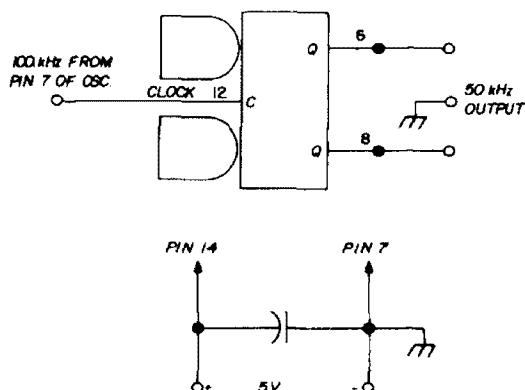 6
Q
100 kHz FROM
PIN 7 OF OSC.
CLOCK 12
C
50 kHz
OUTPUT
8
Q
PIN 14
PIN 7
+ 5V -